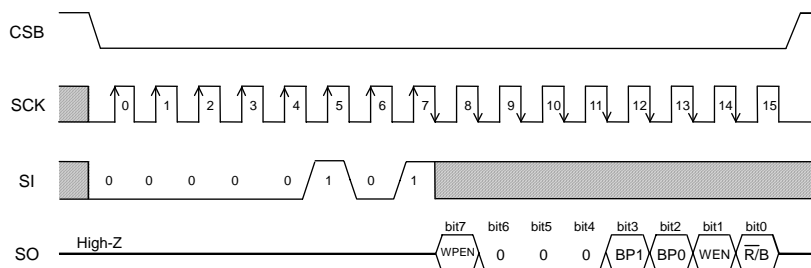 CSB
SCK 0 1 2 3 4 5 6 7 8 9 10 11 12 13 14 15
SI 0 0 0 0 0 1 0 1
bit7 bit6 bit5 bit4 bit3 bit2 bit1 bit0
SO High-Z WPEN 0 0 0 BP1 BP0 WEN R̅/B